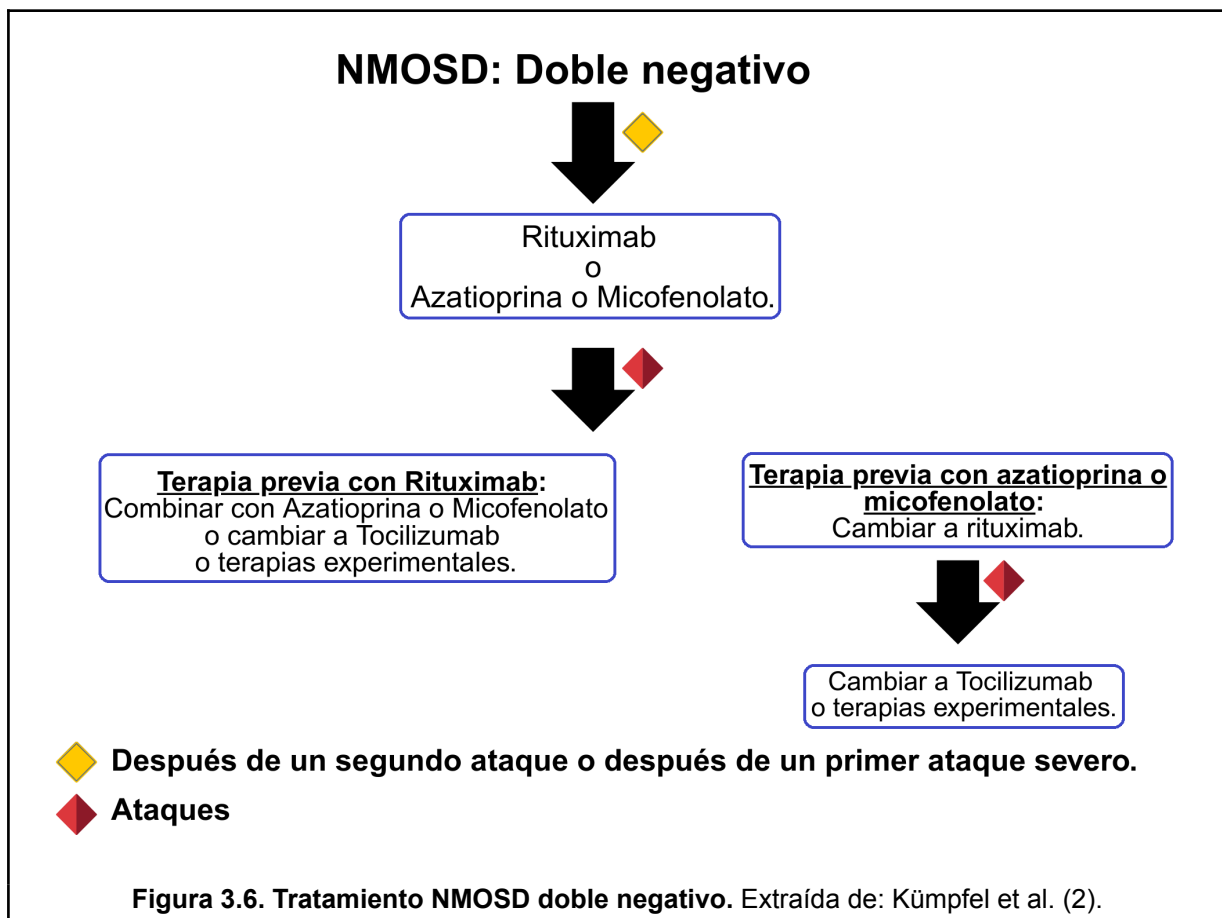 NMOSD: Doble negativo
Rituximab
o
Azatioprina o Micofenolato.
Terapia previa con Rituximab:
Combinar con Azatioprina o Micofenolato
o cambiar a Tocilizumab
o terapias experimentales.
Terapia previa con azatioprina o
micofenolato:
Cambiar a rituximab.
Cambiar a Tocilizumab
o terapias experimentales.
Después de un segundo ataque o después de un primer ataque severo.
Ataques
Figura 3.6. Tratamiento NMOSD doble negativo. Extraída de: Kümpfel et al. (2).